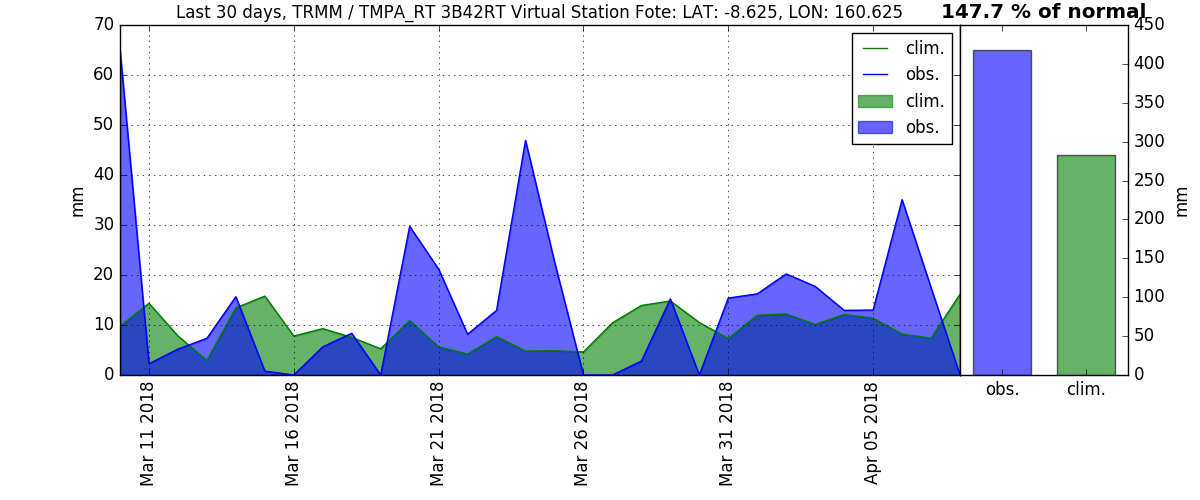 Last 30 days, TRMM / TMPA_RT 3B42RT Virtual Station Fote: LAT: -8.625, LON: 160.625
147.7 % of normal
70
60
50
40
30
20
10
0
mm
clim.
obs.
clim.
obs.
Mar 11 2018
Mar 16 2018
Mar 21 2018
Mar 26 2018
Mar 31 2018
Apr 05 2018
450
400
350
300
250
200
150
100
50
0
mm
obs.
clim.